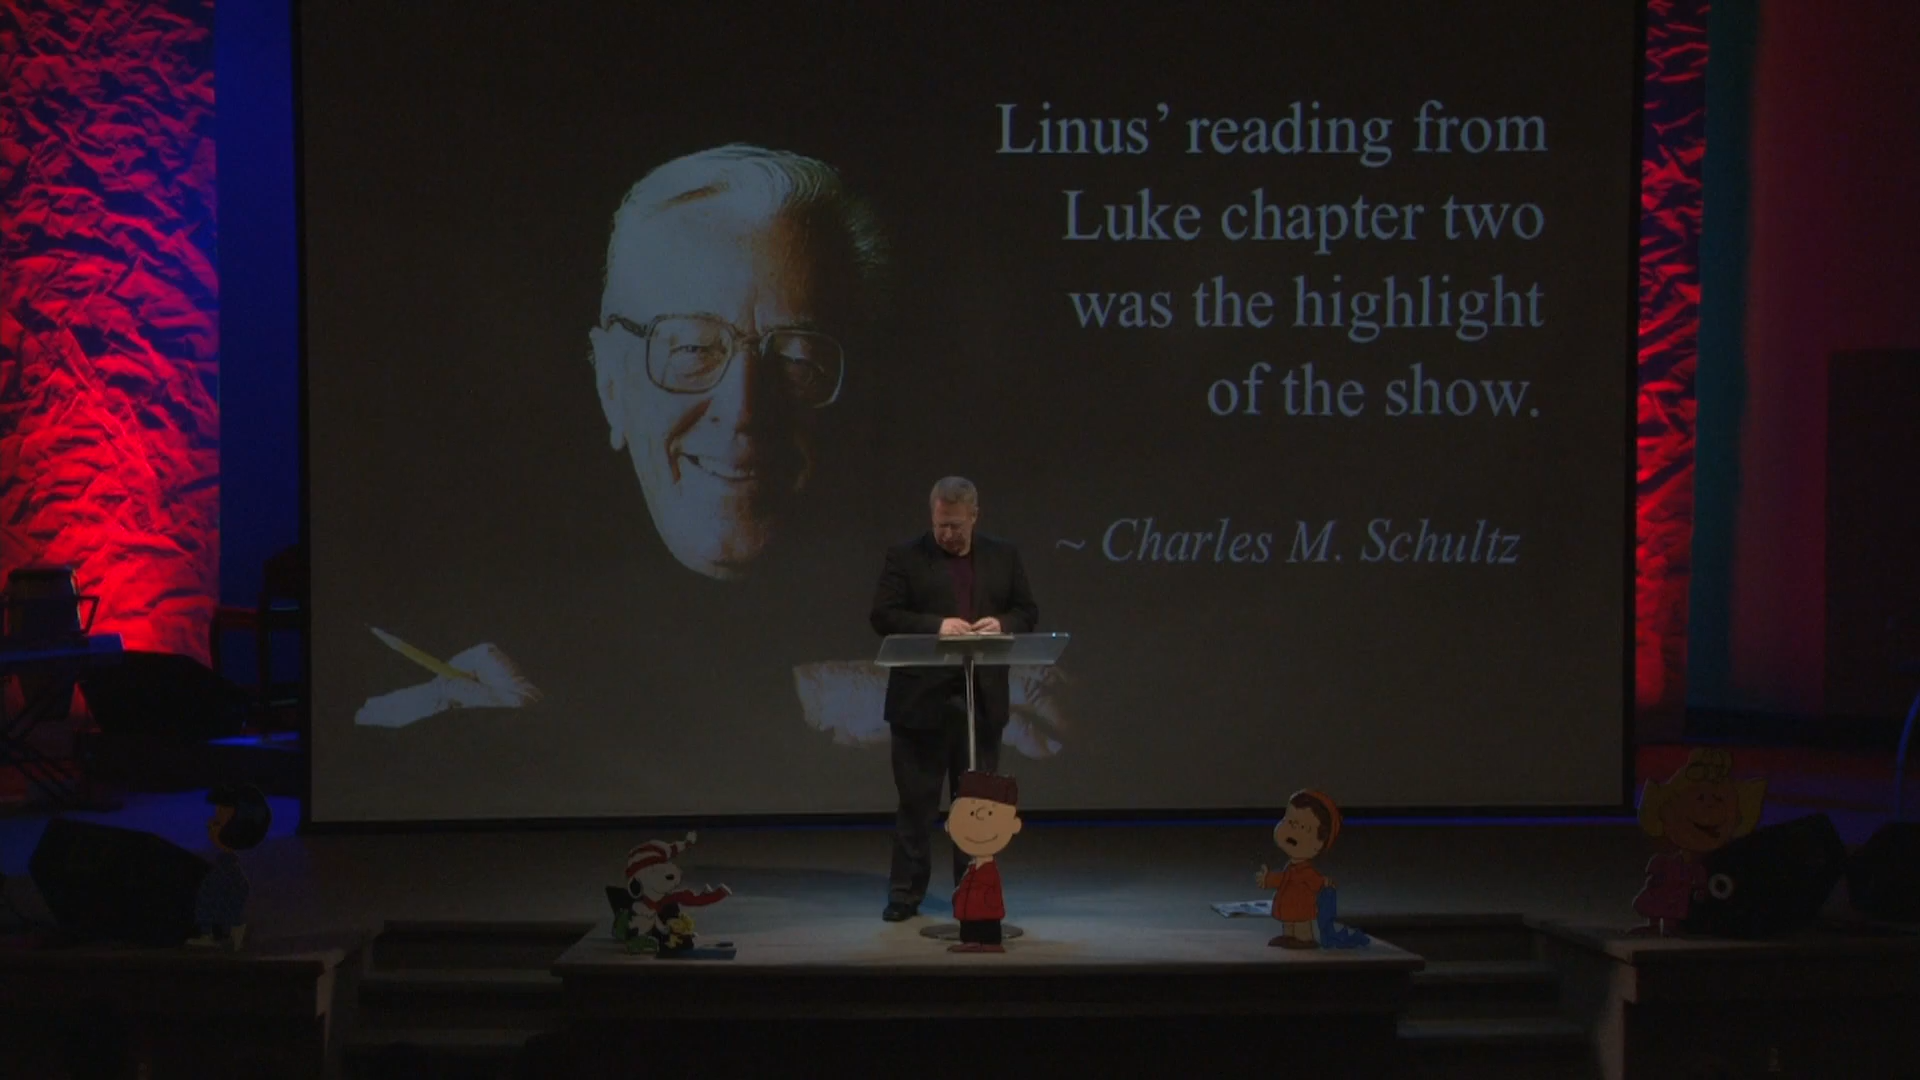 Linus’ reading from
Luke chapter two
was the highlight
of the show.
~ Charles M. Schultz